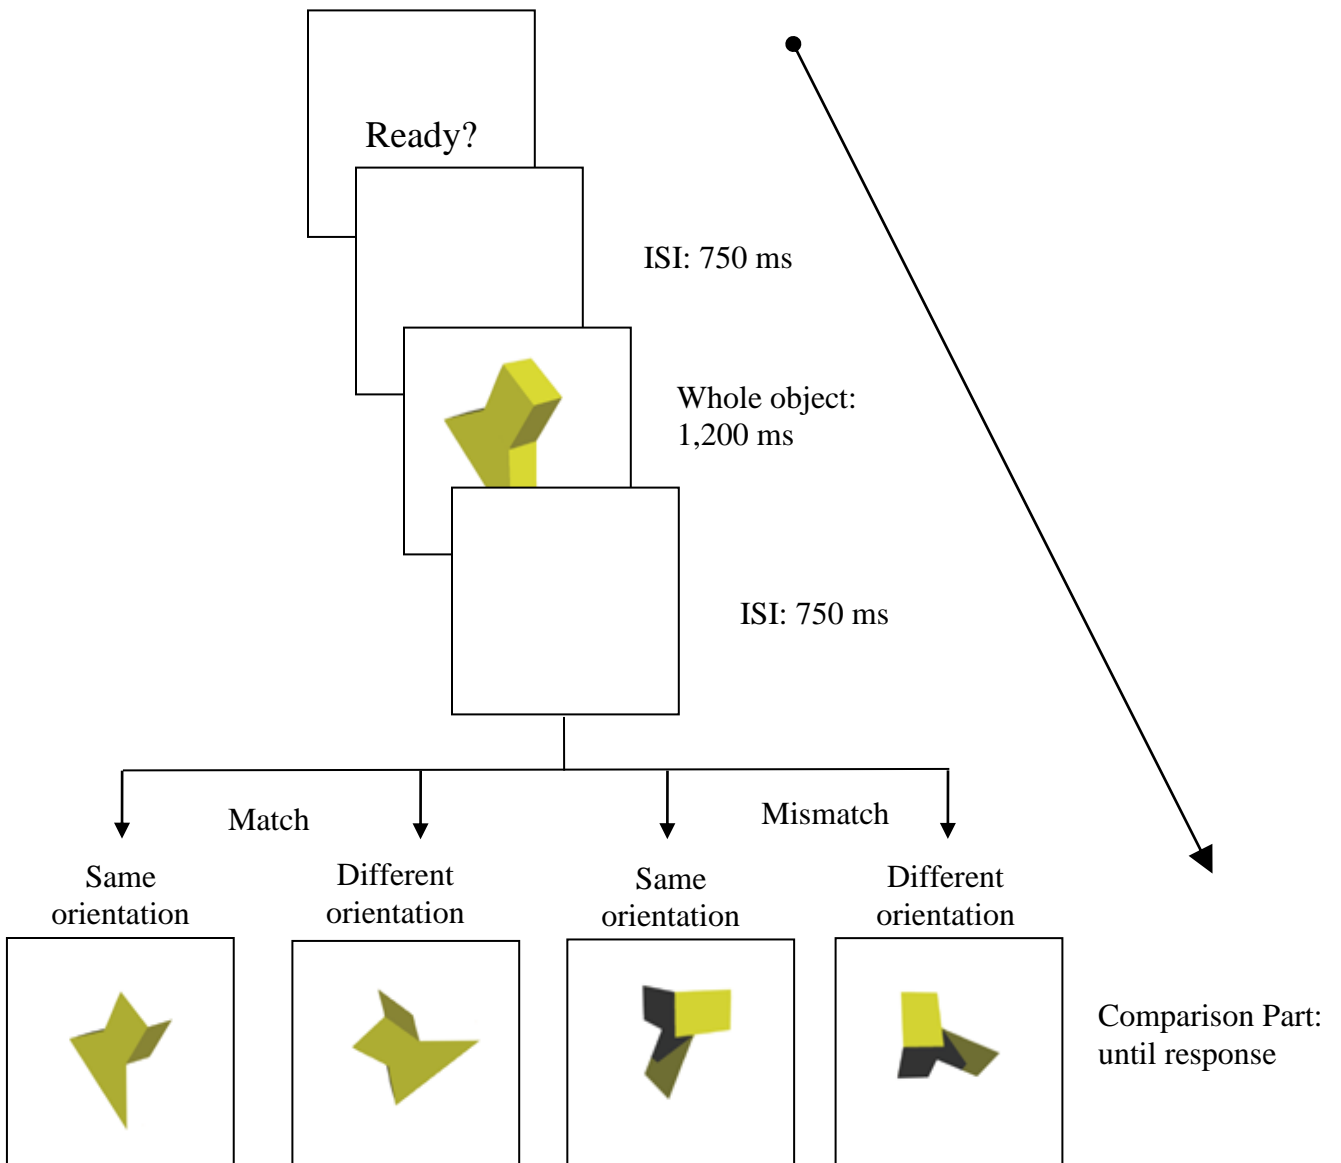 Ready?
ISI: 750 ms
Whole object:
1,200 ms
ISI: 750 ms
Match
Mismatch
Same
orientation
Different
orientation
Same
orientation
Different
orientation
Comparison Part:
until response